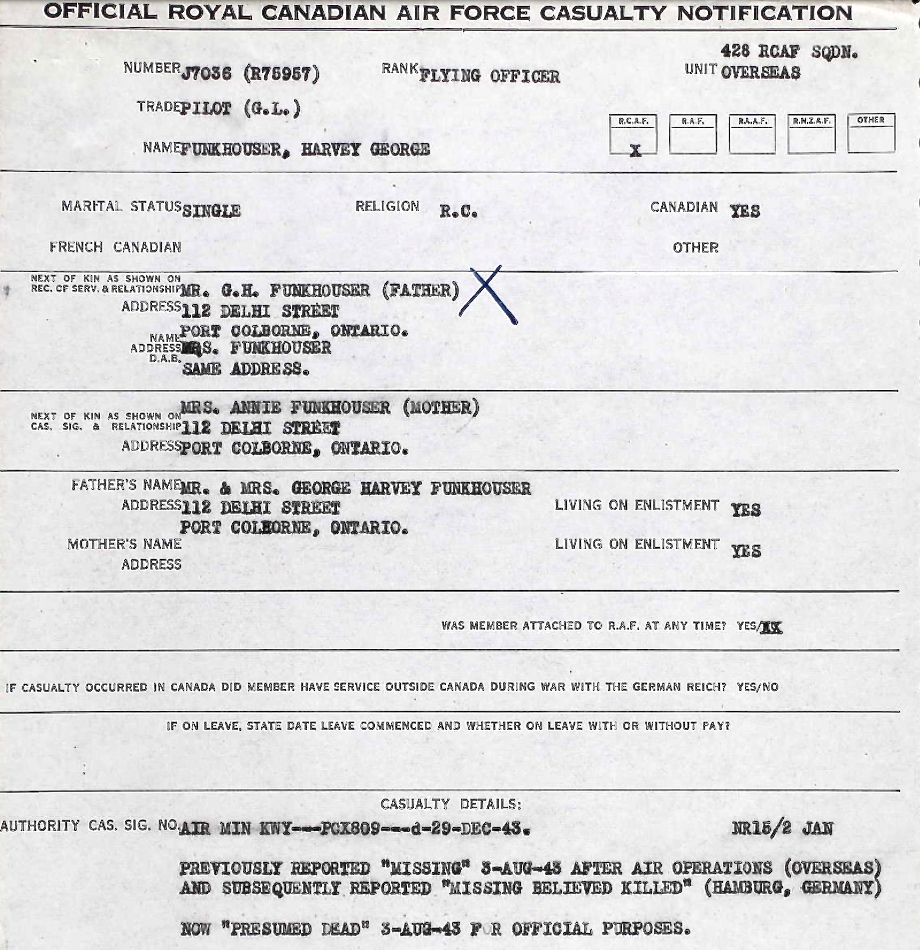 OFFICIAL ROYAL CANADIAN AIR FORCE CASUALTY NOTIFICATION
428 RCAF SQDN.
NUMBER J7036 (R75957) RANK FLYING OFFICER UNIT OVERSEAS
TRADE PILOT (G.L.)
R.C.A.F. R.A.F. R.A.A.F. R.N.Z.A.F. OTHER
NAME FUNKHOUSER, HARVEY GEORGE X
MARITAL STATUS SINGLE RELIGION R.C. CANADIAN YES
FRENCH CANADIAN OTHER
NEXT OF KIN AS SHOWN ON
REC. OF SERV. & RELATIONSHIP MR. G.H. FUNKHOUSER (FATHER)
ADDRESS 112 DELHI STREET
PORT COLBORNE, ONTARIO.
NAME
ADDRESS MRS. FUNKHOUSER
D.A.B. SAME ADDRESS.
MRS. ANNIE FUNKHOUSER (MOTHER)
NEXT OF KIN AS SHOWN ON
CAS. SIG. & RELATIONSHIP 112 DELHI STREET
ADDRESS PORT COLBORNE, ONTARIO.
FATHER'S NAME MR. & MRS. GEORGE HARVEY FUNKHOUSER
ADDRESS 112 DELHI STREET LIVING ON ENLISTMENT YES
PORT COLBORNE, ONTARIO.
MOTHER'S NAME LIVING ON ENLISTMENT YES
ADDRESS
WAS MEMBER ATTACHED TO R.A.F. AT ANY TIME? YES/XX
IF CASUALTY OCCURRED IN CANADA DID MEMBER HAVE SERVICE OUTSIDE CANADA DURING WAR WITH THE GERMAN REICH? YES/NO
IF ON LEAVE, STATE DATE LEAVE COMMENCED AND WHETHER ON LEAVE WITH OR WITHOUT PAY?
CASUALTY DETAILS:
AUTHORITY CAS. SIG. NO. AIR MIN KWY---PCX809---d-29-DEC-43. NR15/2 JAN
PREVIOUSLY REPORTED "MISSING" 3-AUG-43 AFTER AIR OPERATIONS (OVERSEAS)
AND SUBSEQUENTLY REPORTED "MISSING BELIEVED KILLED" (HAMBURG, GERMANY)
NOW "PRESUMED DEAD" 3-AUG-43 FOR OFFICIAL PURPOSES.